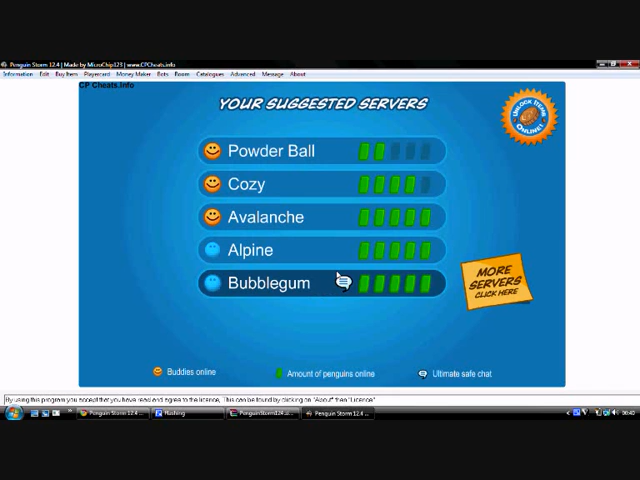 Penguin Storm 12.4 | Made by MicroChip123 | www.CPCheats.info
Information Edit Buy Item Playercard Money Maker Bots Room Catalogues Advanced Message About
CP Cheats.Info
YOUR SUGGESTED SERVERS
UNLOCK ITEMS ONLINE!
Powder Ball
Cozy
Avalanche
Alpine
Bubblegum
MORE
SERVERS
CLICK HERE
Buddies online
Amount of penguins online
Ultimate safe chat
By using this program you accept that you have read and agree to the licence, This can be found by clicking on "About" then "Licence"
Penguin Storm 12.4 ... Hashing PenguinStorm124... Penguin Storm 12.4 ...